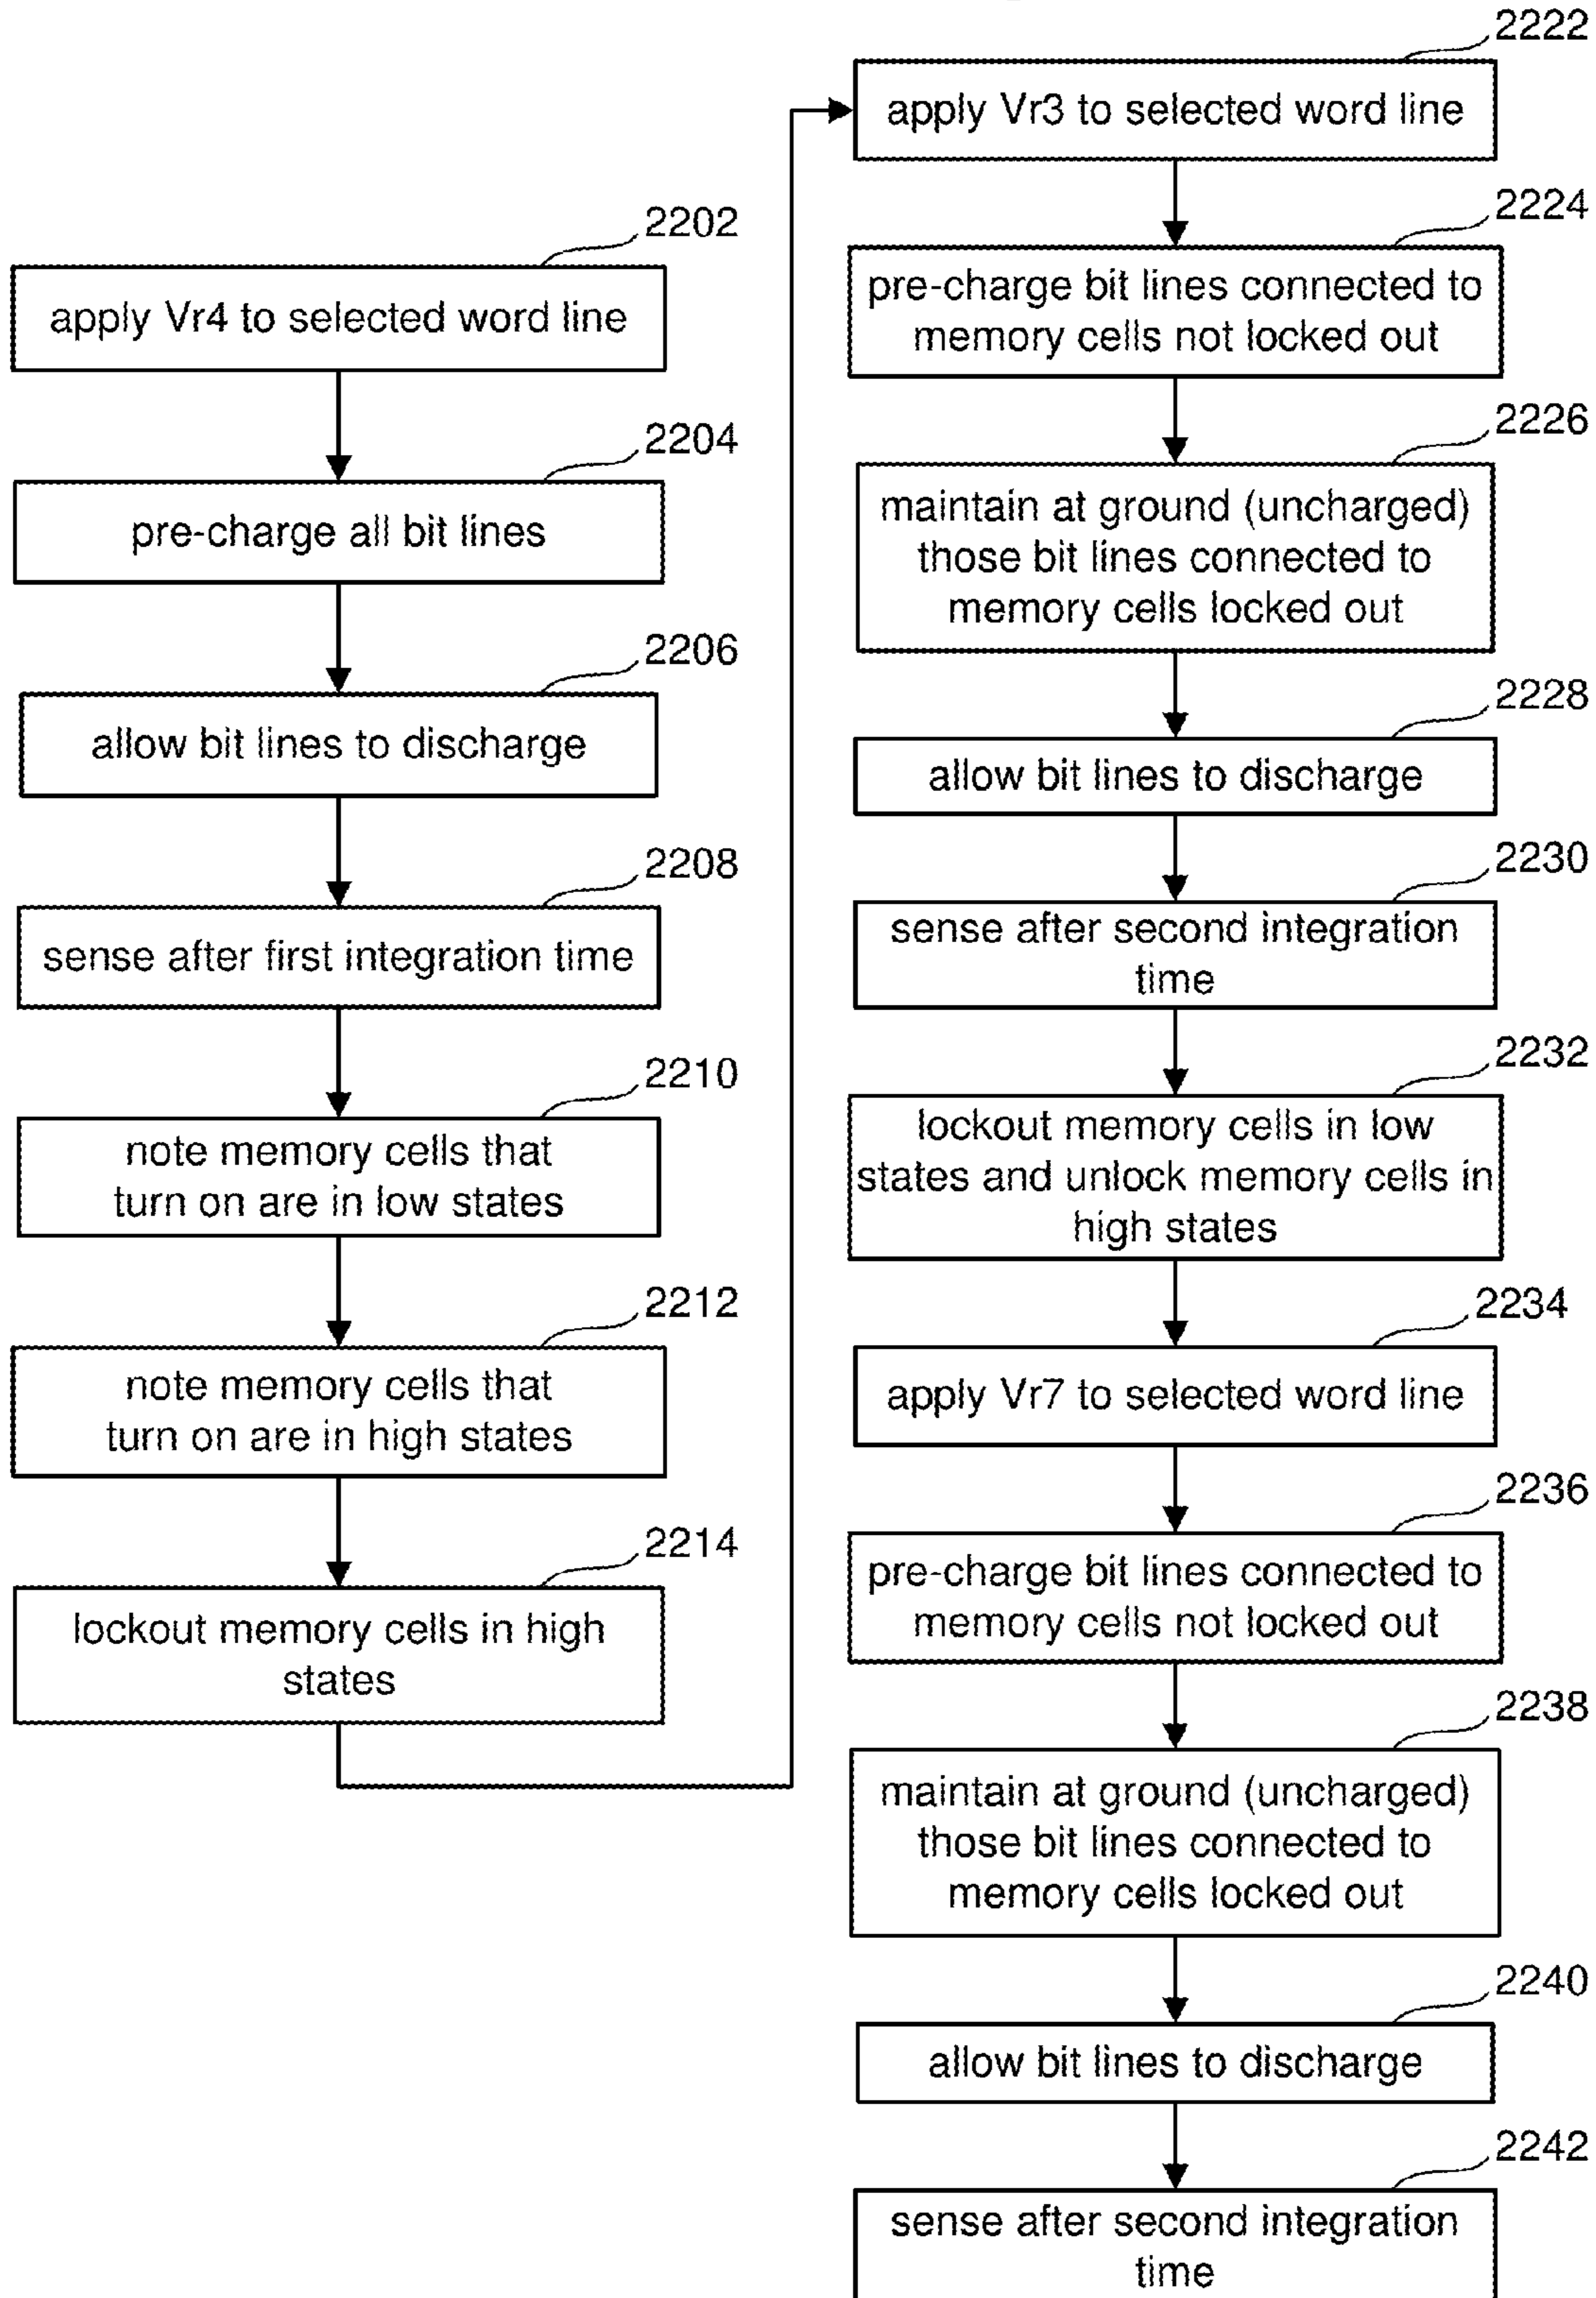 2202
apply Vr4 to selected word line
2204
pre-charge all bit lines
2206
allow bit lines to discharge
2208
sense after first integration time
2210
note memory cells that
turn on are in low states
2212
note memory cells that
turn on are in high states
2214
lockout memory cells in high
states
2222
apply Vr3 to selected word line
2224
pre-charge bit lines connected to
memory cells not locked out
2226
maintain at ground (uncharged)
those bit lines connected to
memory cells locked out
2228
allow bit lines to discharge
2230
sense after second integration
time
2232
lockout memory cells in low
states and unlock memory cells in
high states
2234
apply Vr7 to selected word line
2236
pre-charge bit lines connected to
memory cells not locked out
2238
maintain at ground (uncharged)
those bit lines connected to
memory cells locked out
2240
allow bit lines to discharge
2242
sense after second integration
time